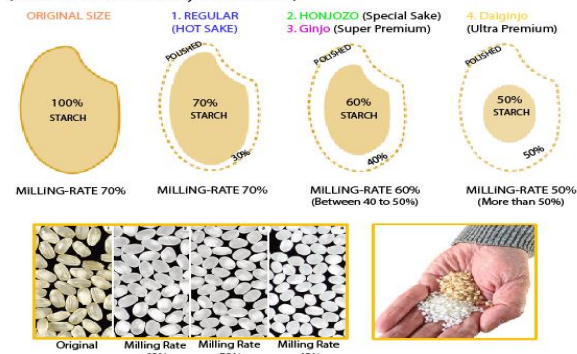 ORIGINAL SIZE
1. REGULAR
(HOT SAKE)
2. HONJOZO (Special Sake)
3. Ginjo (Super Premium)
4. Daiginjo
(Ultra Premium)
POLISHED
POLISHED
POLISHED
100%
STARCH
70%
STARCH
30%
60%
STARCH
40%
50%
STARCH
50%
MILLING-RATE 70%
MILLING-RATE 70%
MILLING-RATE 60%
(Between 40 to 50%)
MILLING-RATE 50%
(More than 50%)
Original
Milling Rate
Milling Rate
Milling Rate